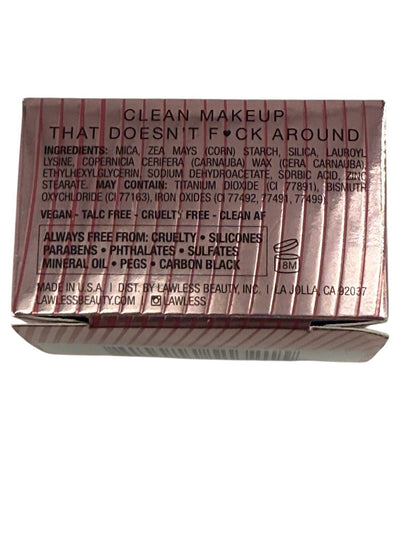 CLEAN MAKEUP
THAT DOESN'T F♥CK AROUND
INGREDIENTS: MICA, ZEA MAYS (CORN) STARCH, SILICA, LAUROYL
LYSINE, COPERNICIA CERIFERA (CARNAUBA) WAX (CERA CARNAUBA),
ETHYLHEXYLGLYCERIN, SODIUM DEHYDROACETATE, SORBIC ACID, ZINC
STEARATE. MAY CONTAIN: TITANIUM DIOXIDE (CI 77891), BISMUTH
OXYCHLORIDE (CI 77163), IRON OXIDES (CI 77492, 77491, 77499)
VEGAN - TALC FREE - CRUELTY FREE - CLEAN AF
ALWAYS FREE FROM: CRUELTY • SILICONES
PARABENS • PHTHALATES • SULFATES
MINERAL OIL • PEGS • CARBON BLACK
8M
MADE IN U.S.A. | DIST. BY LAWLESS BEAUTY, INC. | LA JOLLA, CA 92037
LAWLESSBEAUTY.COM | LAWLESS